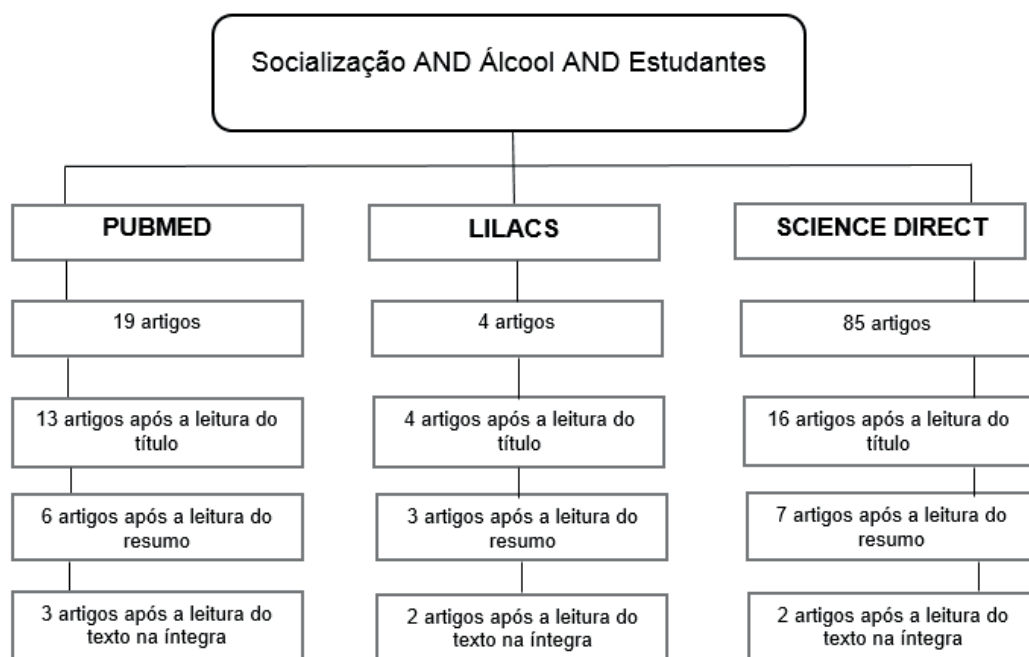 Socialização AND Álcool AND Estudantes
PUBMED
LILACS
SCIENCE DIRECT
19 artigos
4 artigos
85 artigos
13 artigos após a leitura do
título
4 artigos após a leitura do
título
16 artigos após a leitura do
título
6 artigos após a leitura do
resumo
3 artigos após a leitura do
resumo
7 artigos após a leitura do
resumo
3 artigos após a leitura do
texto na íntegra
2 artigos após a leitura do
texto na íntegra
2 artigos após a leitura do
texto na íntegra